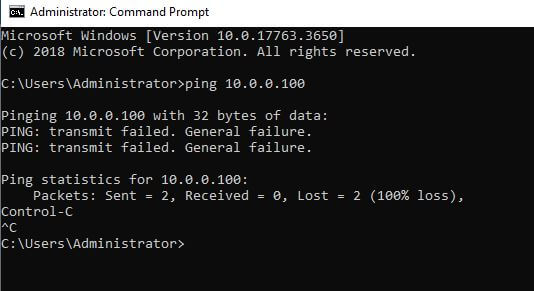 Administrator: Command Prompt
Microsoft Windows [Version 10.0.17763.3650]
(c) 2018 Microsoft Corporation. All rights reserved.
C:\Users\Administrator>ping 10.0.0.100
Pinging 10.0.0.100 with 32 bytes of data:
PING: transmit failed. General failure.
PING: transmit failed. General failure.
Ping statistics for 10.0.0.100:
    Packets: Sent = 2, Received = 0, Lost = 2 (100% loss),
Control-C
^C
C:\Users\Administrator>